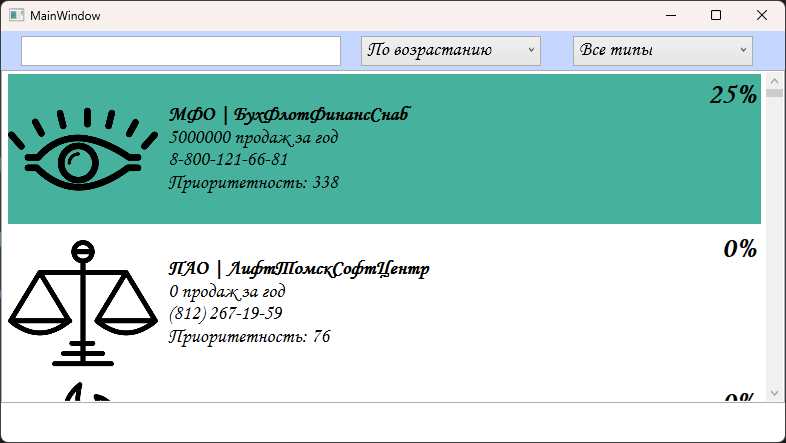 MainWindow
По возрастанию
Все типы
25%
МФО | БухФлотФинансСнаб
5000000 продаж за год
8-800-121-66-81
Приоритетность: 338
0%
ПАО | ЛифтТомскСофтЦентр
0 продаж за год
(812) 267-19-59
Приоритетность: 76
0%